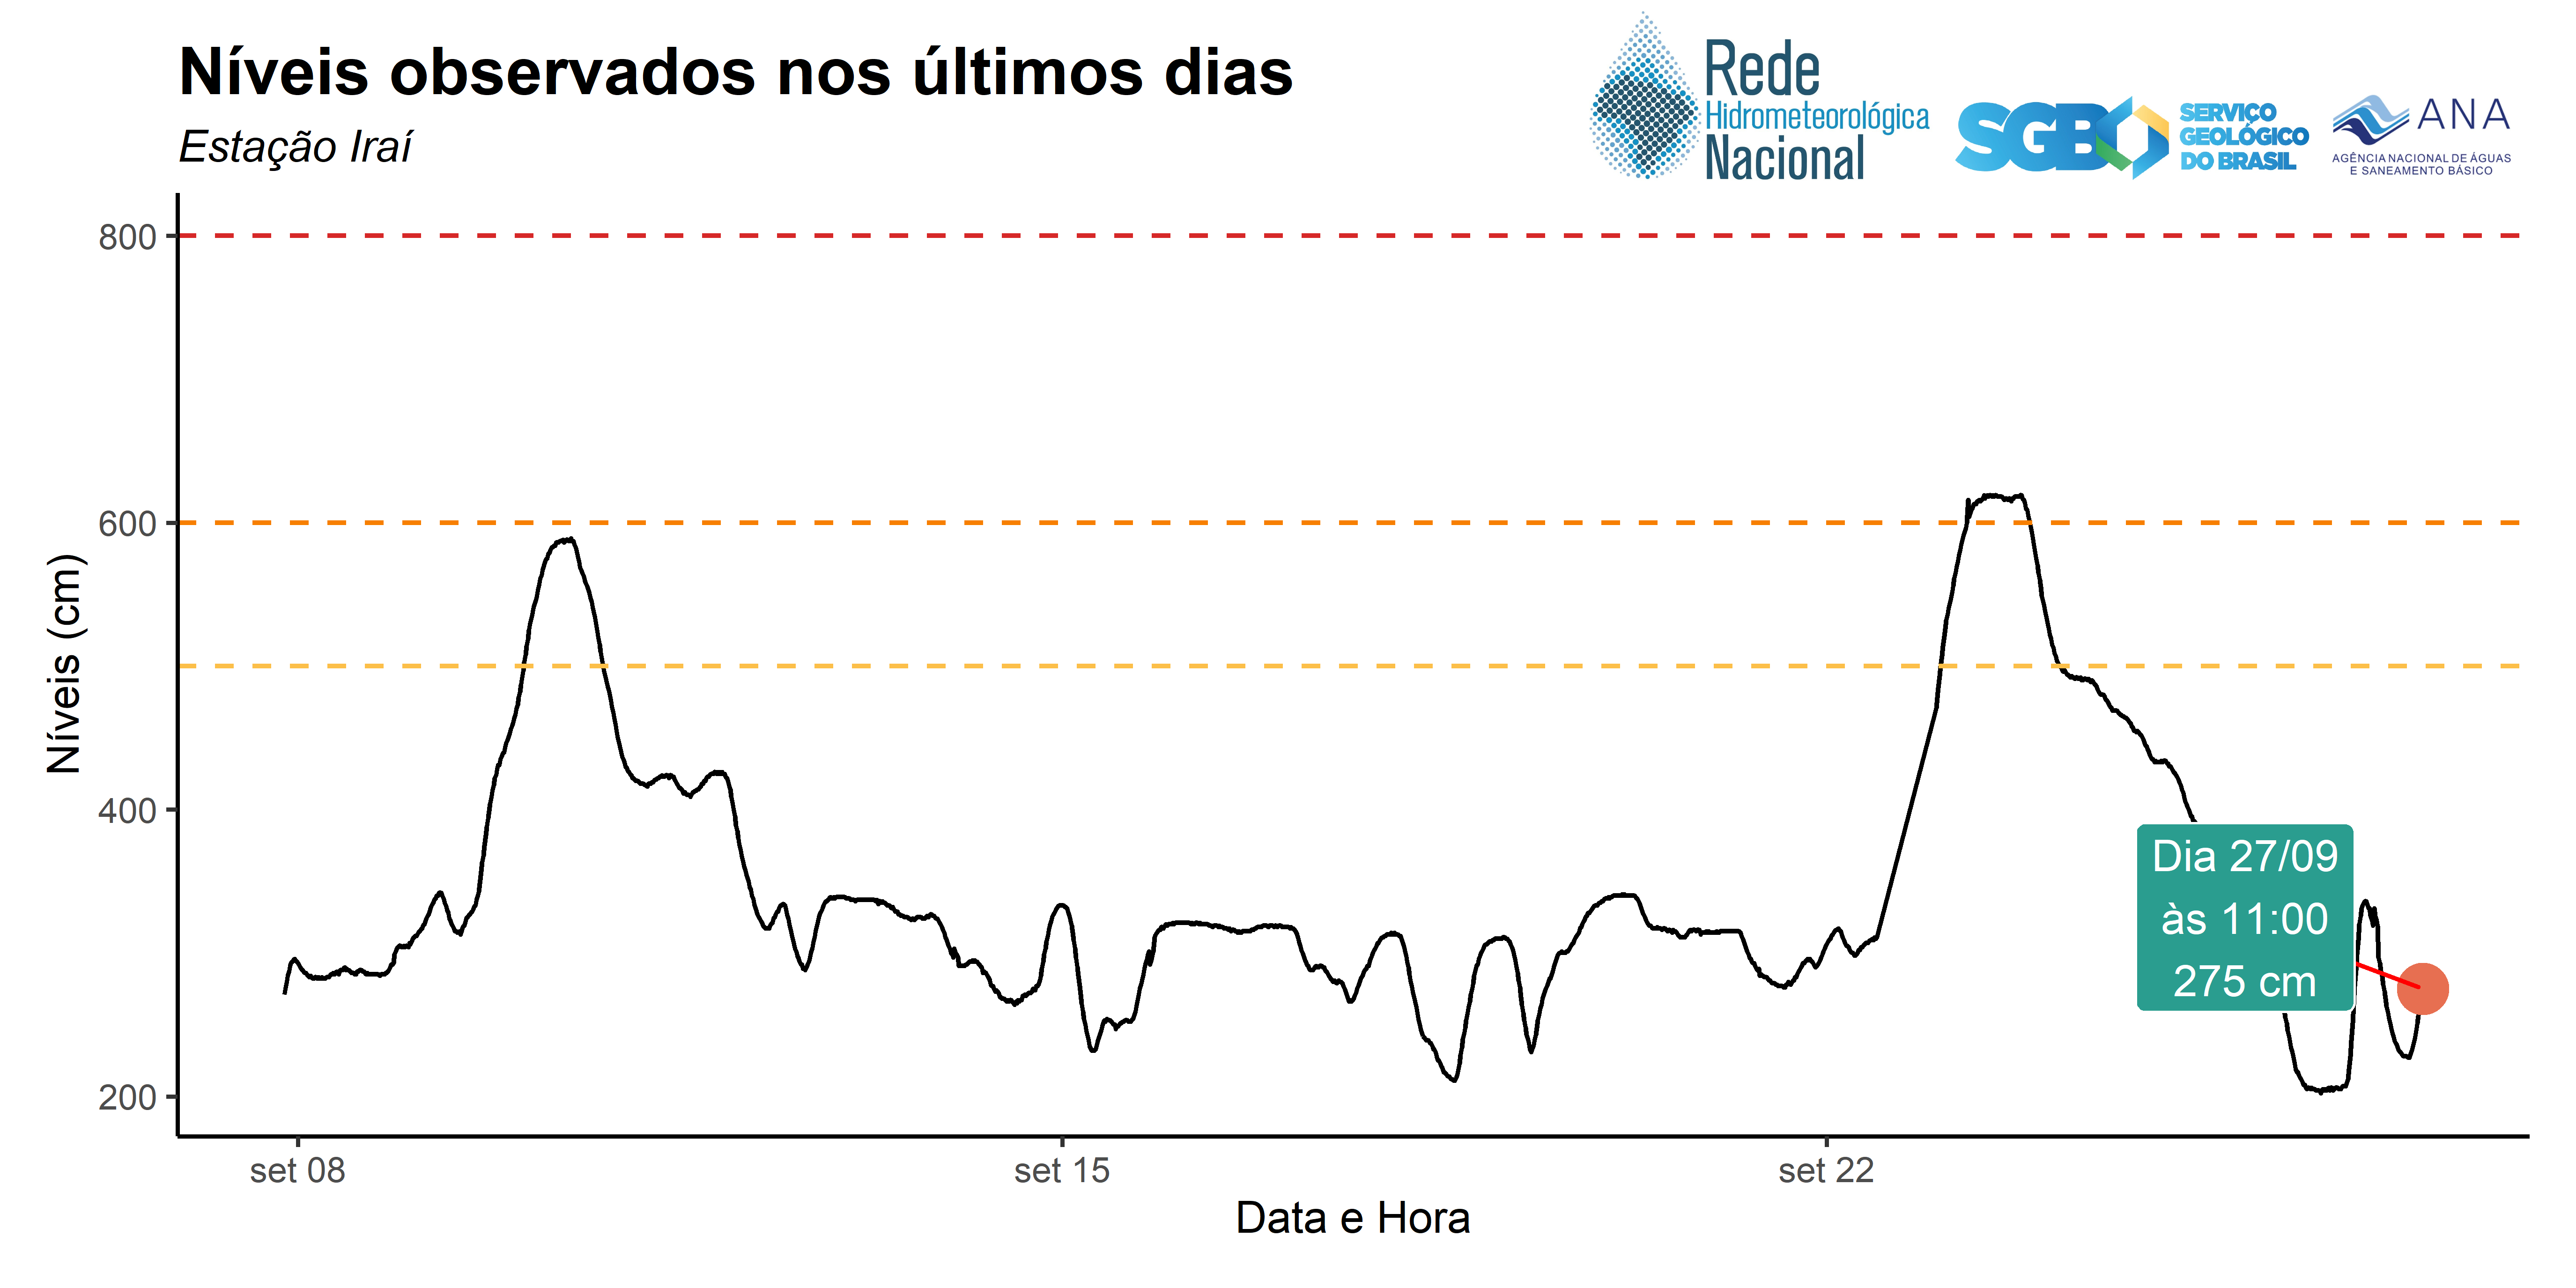 Níveis observados nos últimos dias
Estação Iraí
Rede
Hidrometeorológica
Nacional
SGB
SERVIÇO
GEOLÓGICO
DO BRASIL
ANA
AGÊNCIA NACIONAL DE ÁGUAS
E SANEAMENTO BÁSICO
Níveis (cm)
800
600
400
200
Dia 27/09
às 11:00
275 cm
set 08
set 15
set 22
Data e Hora